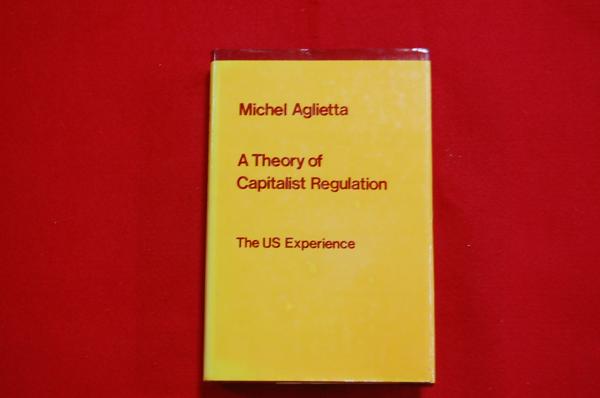 Michel Aglietta
A Theory of
Capitalist Regulation
The US Experience